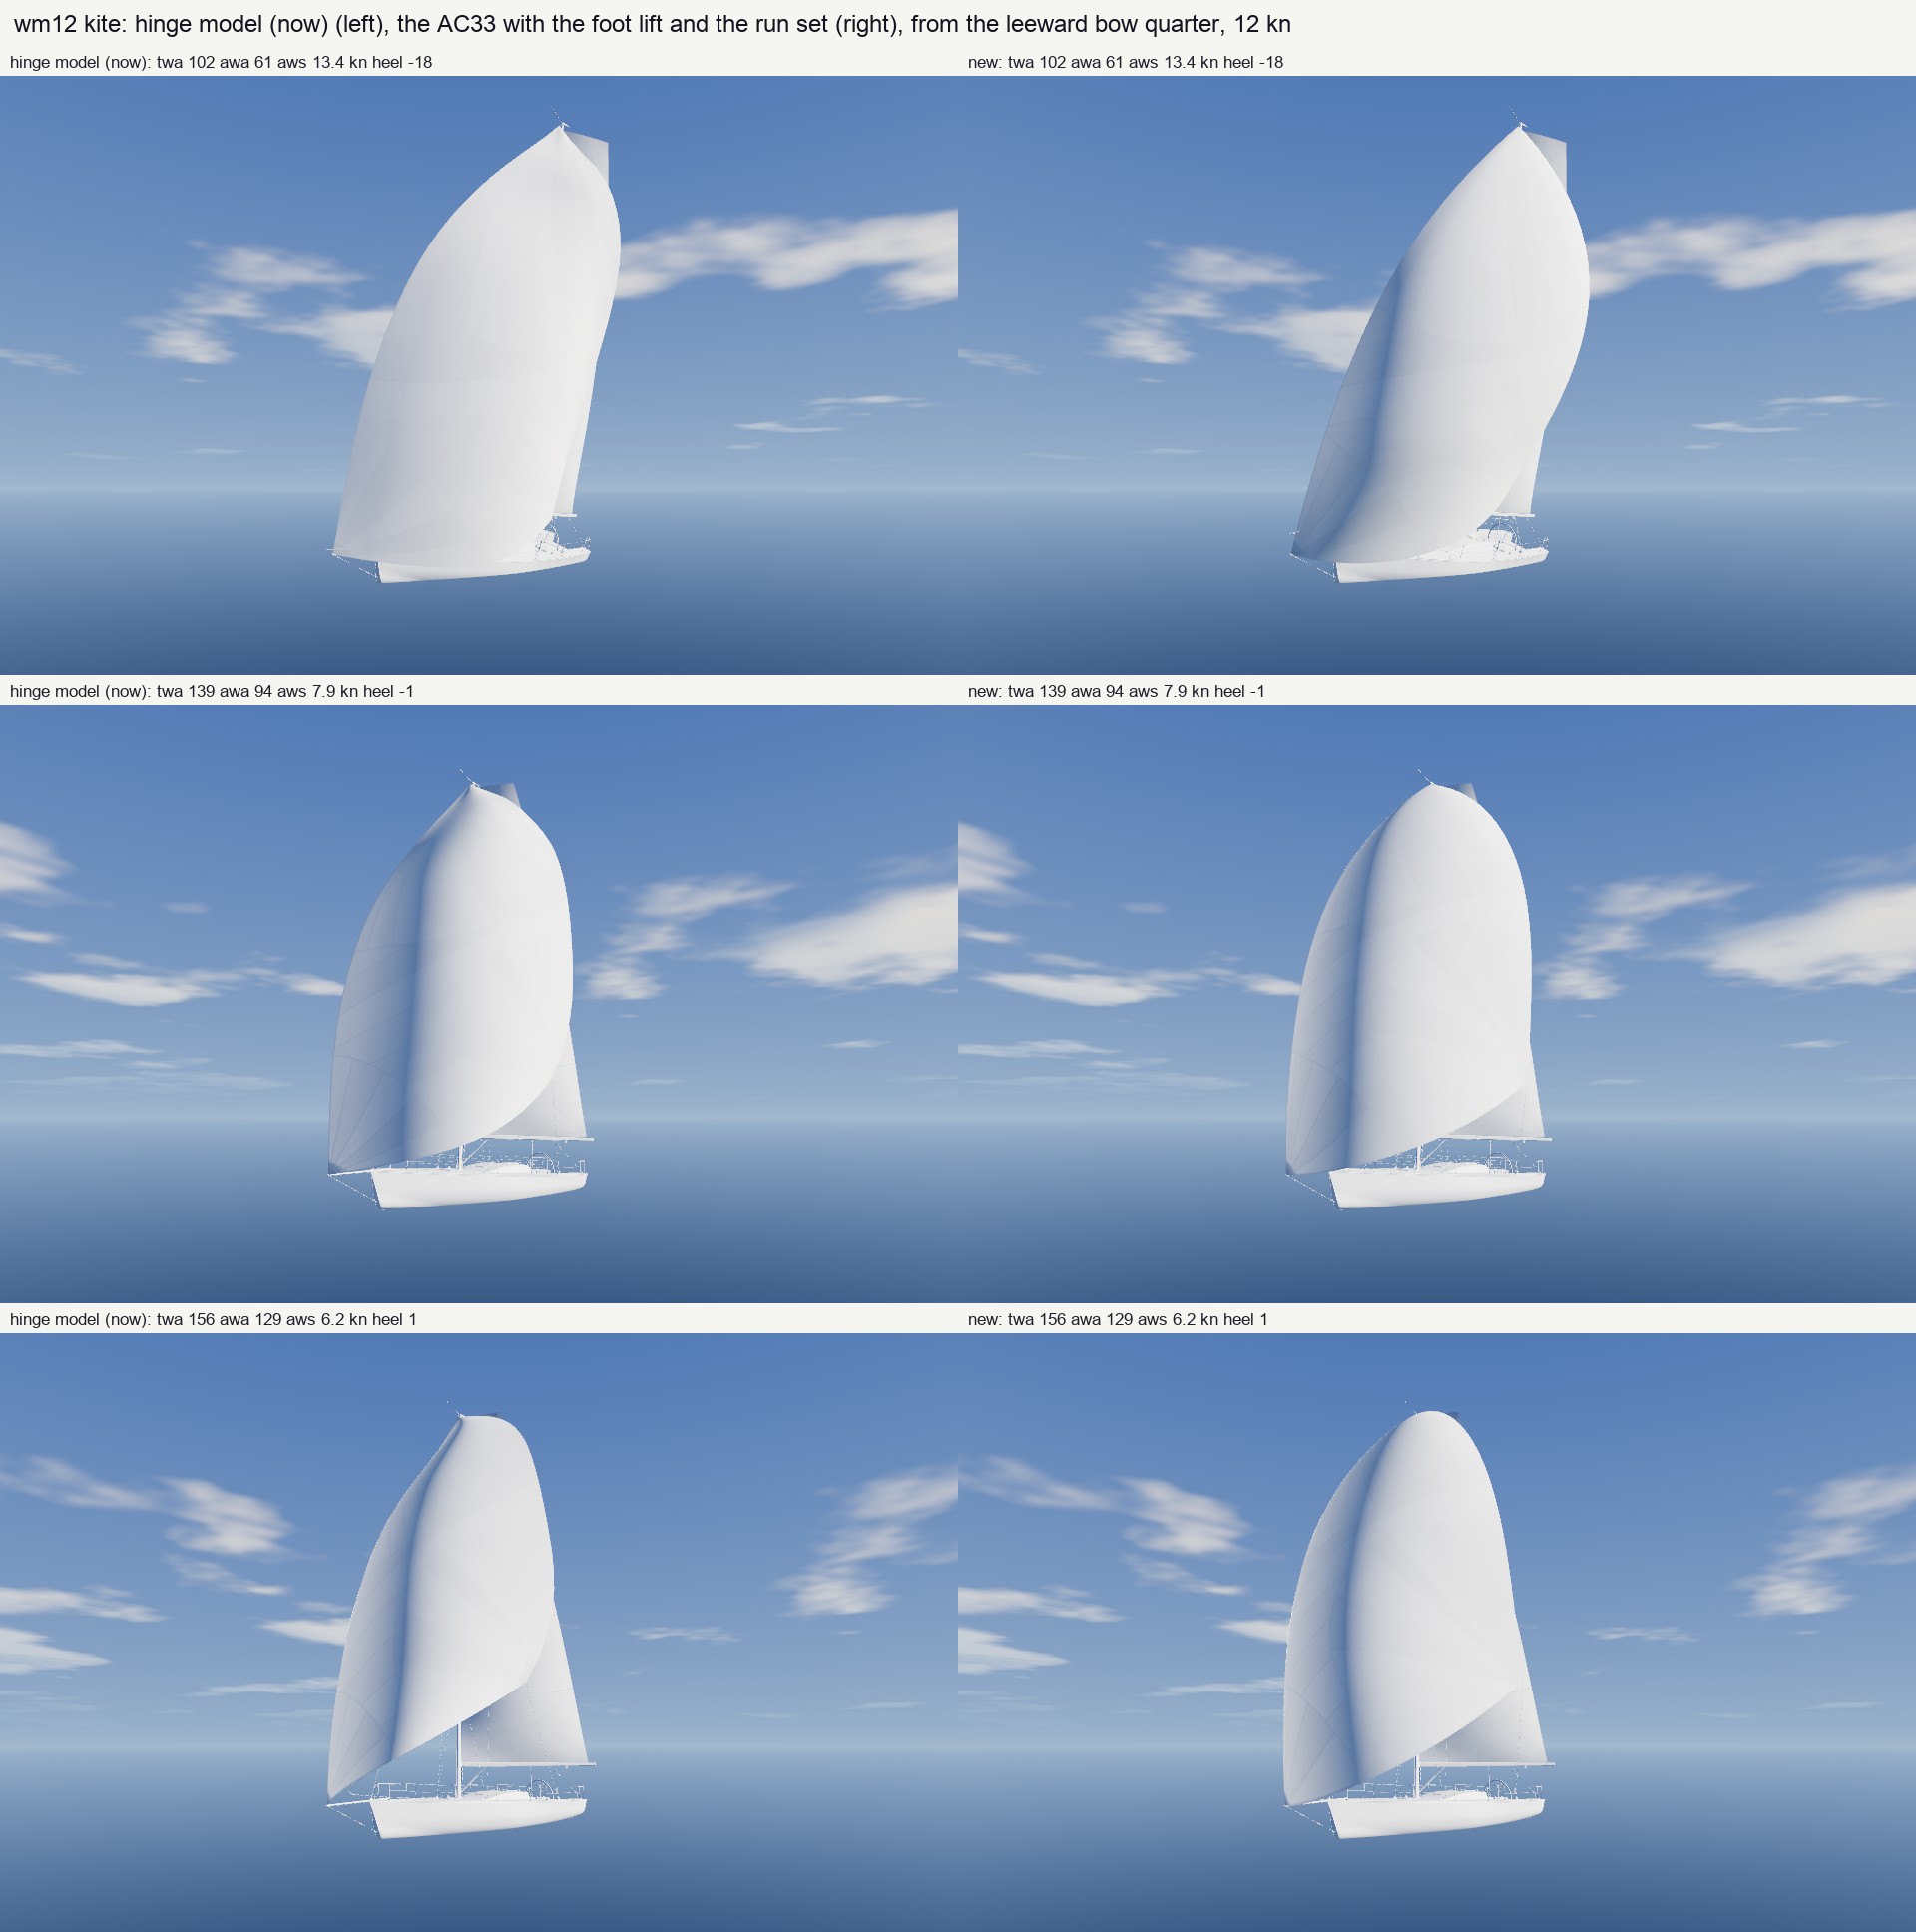 wm12 kite: hinge model (now) (left), the AC33 with the foot lift and the run set (right), from the leeward bow quarter, 12 kn
hinge model (now): twa 102 awa 61 aws 13.4 kn heel -18
new: twa 102 awa 61 aws 13.4 kn heel -18
hinge model (now): twa 139 awa 94 aws 7.9 kn heel -1
new: twa 139 awa 94 aws 7.9 kn heel -1
hinge model (now): twa 156 awa 129 aws 6.2 kn heel 1
new: twa 156 awa 129 aws 6.2 kn heel 1